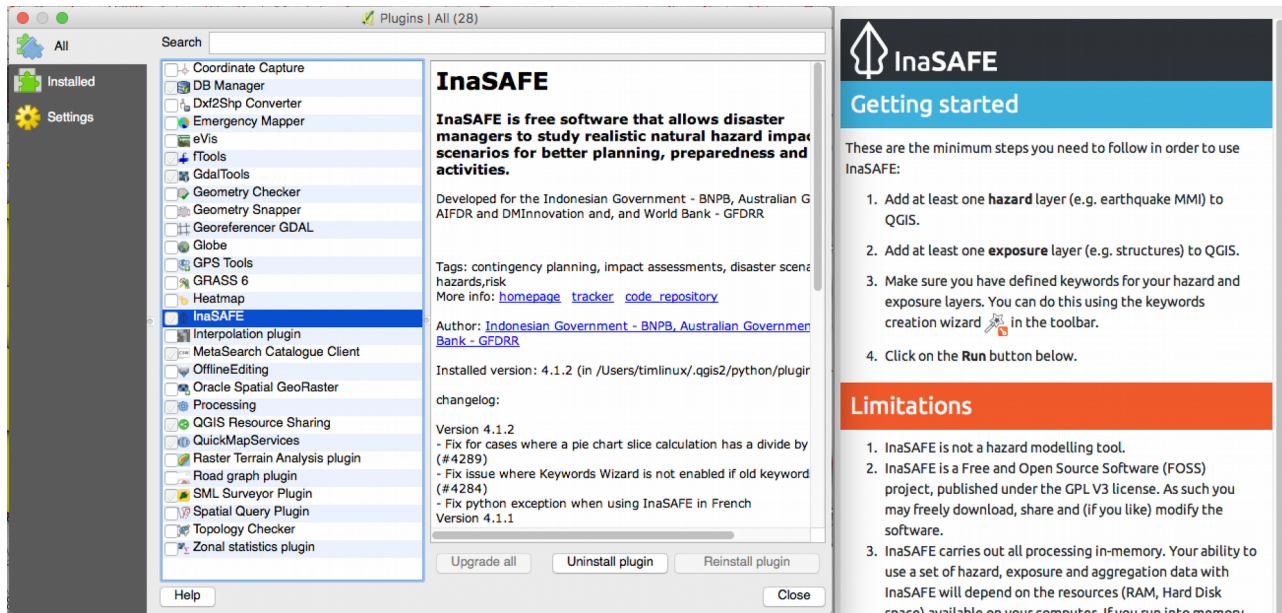 Plugins | All (28)
All
Installed
Settings
Search
Coordinate Capture
DB Manager
Dxf2Shp Converter
Emergency Mapper
eVis
fTools
GdalTools
Geometry Checker
Geometry Snapper
Georeferencer GDAL
Globe
GPS Tools
GRASS 6
Heatmap
InaSAFE
Interpolation plugin
MetaSearch Catalogue Client
OfflineEditing
Oracle Spatial GeoRaster
Processing
QGIS Resource Sharing
QuickMapServices
Raster Terrain Analysis plugin
Road graph plugin
SML Surveyor Plugin
Spatial Query Plugin
Topology Checker
Zonal statistics plugin
Help
InaSAFE
InaSAFE is free software that allows disaster
managers to study realistic natural hazard impac
scenarios for better planning, preparedness and
activities.
Developed for the Indonesian Government - BNPB, Australian G
AIFDR and DMInnovation and, and World Bank - GFDRR
Tags: contingency planning, impact assessments, disaster scena
hazards,risk
More info: homepage tracker code repository
Author: Indonesian Government - BNPB, Australian Governmen
Bank - GFDRR
Installed version: 4.1.2 (in /Users/timlinux/.qgis2/python/plugin
changelog:
Version 4.1.2
- Fix for cases where a pie chart slice calculation has a divide by
(#4289)
- Fix issue where Keywords Wizard is not enabled if old keyword
(#4284)
- Fix python exception when using InaSAFE in French
Version 4.1.1
Upgrade all Uninstall plugin Reinstall plugin
Close
InaSAFE
Getting started
These are the minimum steps you need to follow in order to use
InaSAFE:
1. Add at least one hazard layer (e.g. earthquake MMI) to
QGIS.
2. Add at least one exposure layer (e.g. structures) to QGIS.
3. Make sure you have defined keywords for your hazard and
exposure layers. You can do this using the keywords
creation wizard in the toolbar.
4. Click on the Run button below.
Limitations
1. InaSAFE is not a hazard modelling tool.
2. InaSAFE is a Free and Open Source Software (FOSS)
project, published under the GPL V3 license. As such you
may freely download, share and (if you like) modify the
software.
3. InaSAFE carries out all processing in-memory. Your ability to
use a set of hazard, exposure and aggregation data with
InaSAFE will depend on the resources (RAM, Hard Disk
space) available on your computer. If you run into memory